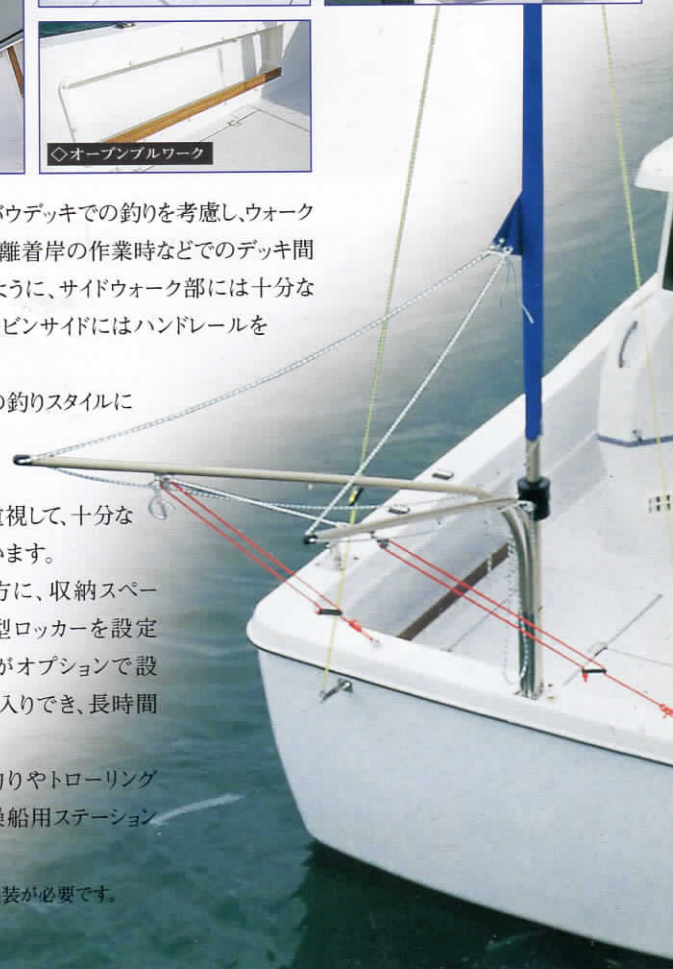 ◇オープンブルワーク
バウデッキでの釣りを考慮し、ウォーク
離着岸の作業時などでのデッキ間
ように、サイドウォーク部には十分な
ビンサイドにはハンドレールを
の釣りスタイルに
重視して、十分な
います。
方に、収納スペー
型ロッカーを設定
がオプションで設
入りでき、長時間
釣りやトローリング
操船用ステーション
装が必要です。